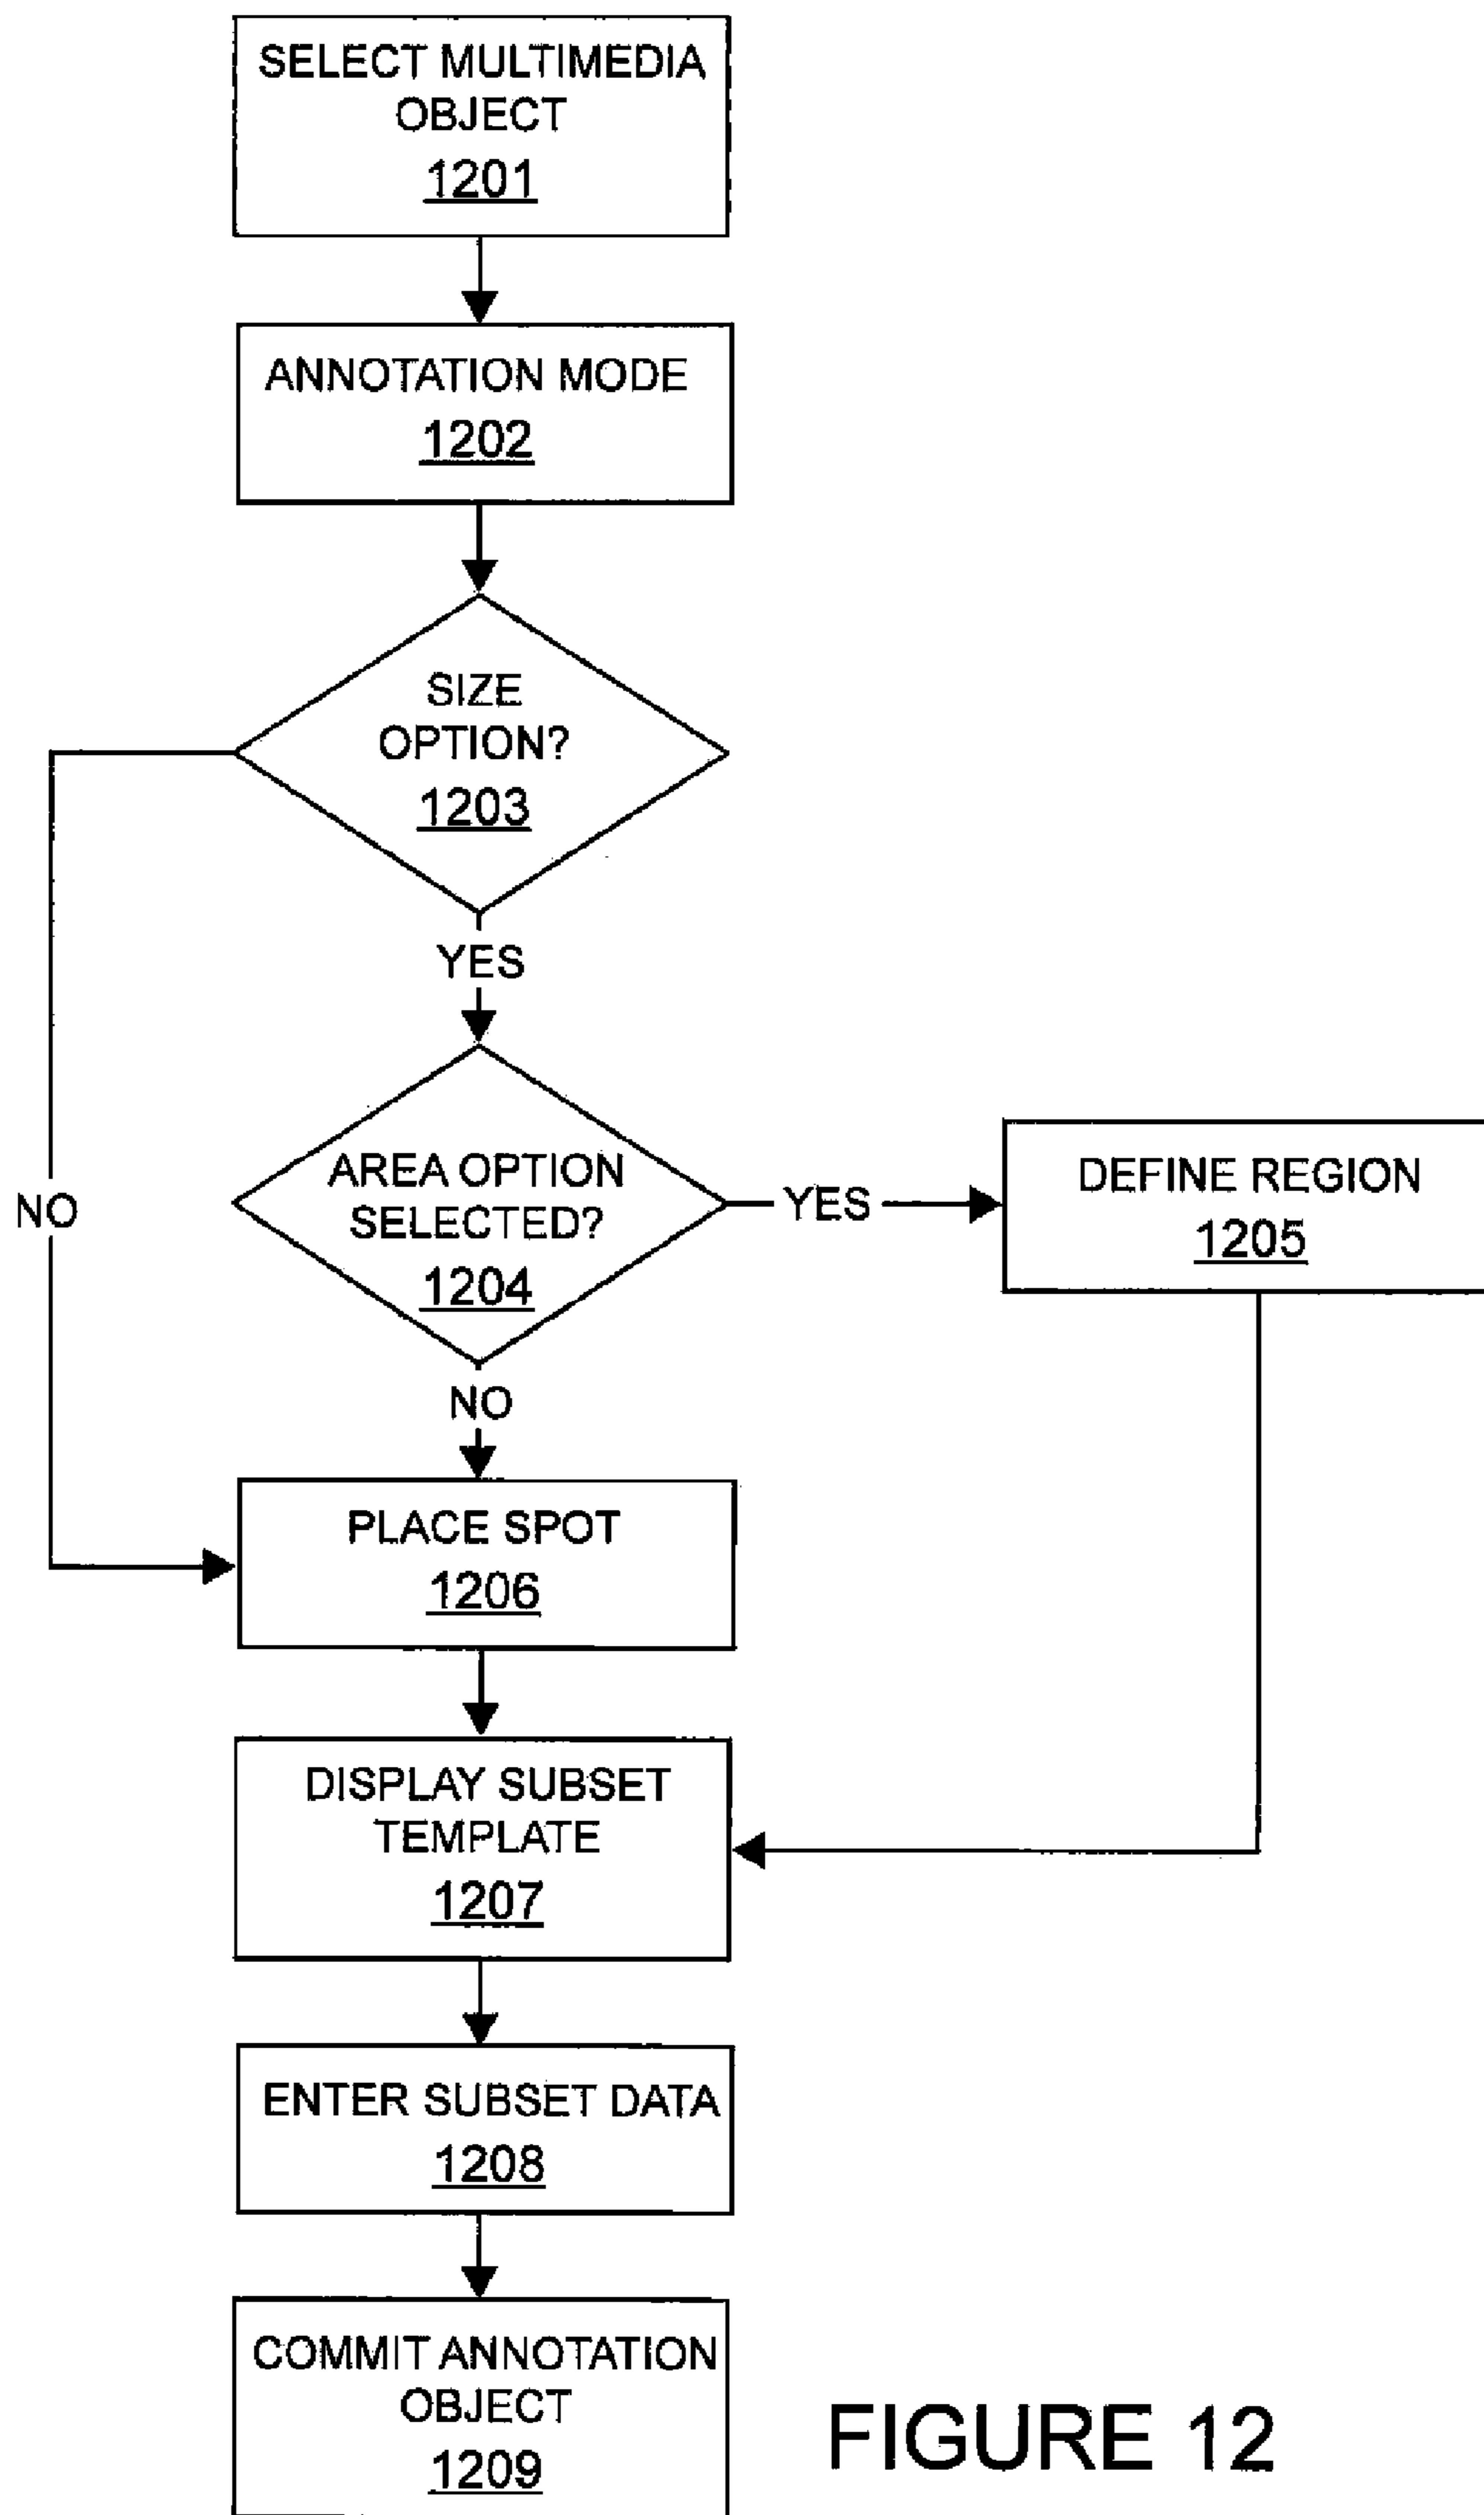 SELECT MULTIMEDIA
OBJECT
1201
ANNOTATION MODE
1202
SIZE
OPTION?
1203
YES
AREA OPTION
SELECTED?
1204
YES
DEFINE REGION
1205
NO
NO
PLACE SPOT
1206
DISPLAY SUBSET
TEMPLATE
1207
ENTER SUBSET DATA
1208
COMMIT ANNOTATION
OBJECT
1209
FIGURE 12